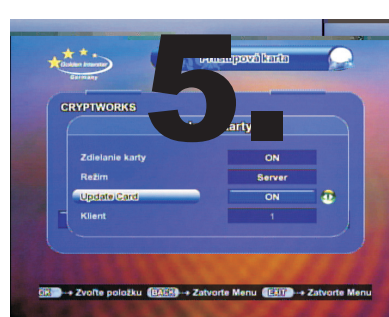 Golden Interstar
Germany
Prístupová karta
5.
CRYPTWORKS
karty
Zdielanie karty ON
Režim Server
Update Card ON
Klient 1
OK → Zvoľte položku BACK → Zatvorte Menu EXIT → Zatvorte Menu